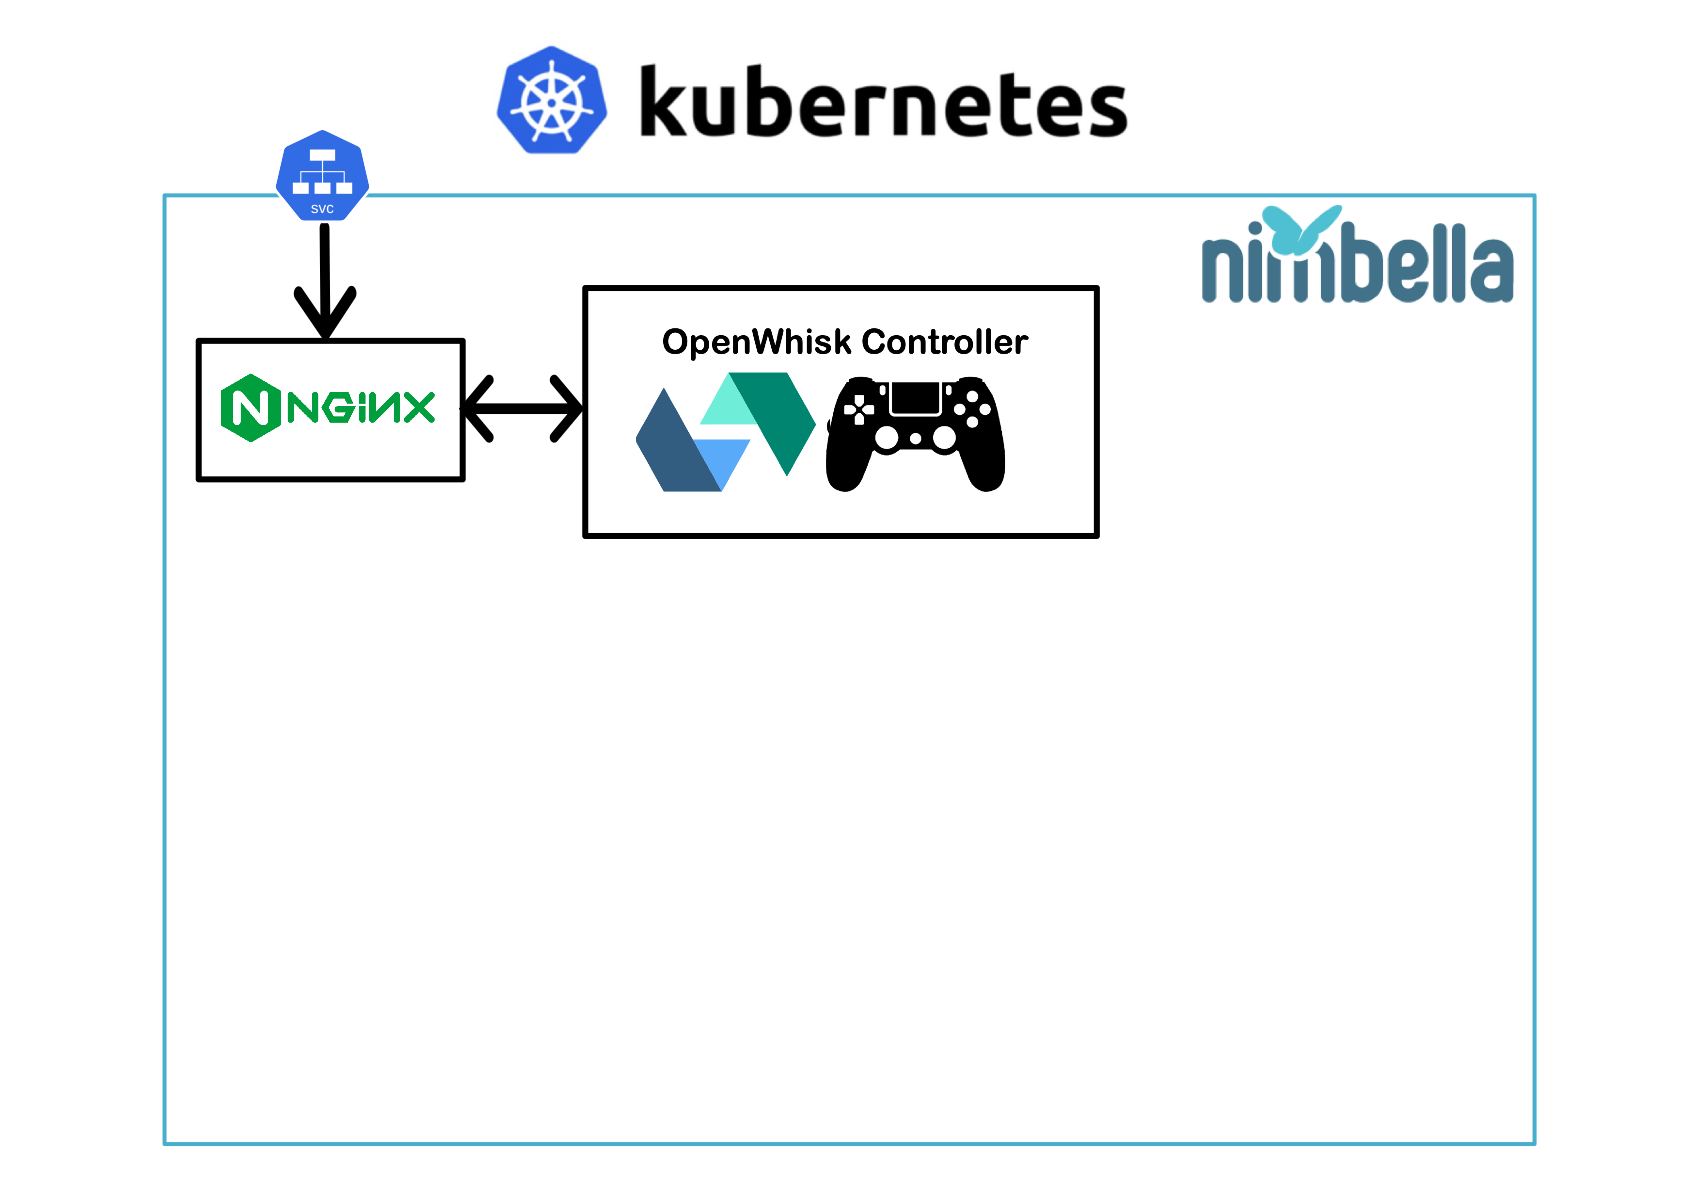 kubernetes
svc
nimbella
OpenWhisk Controller
N NGiNX